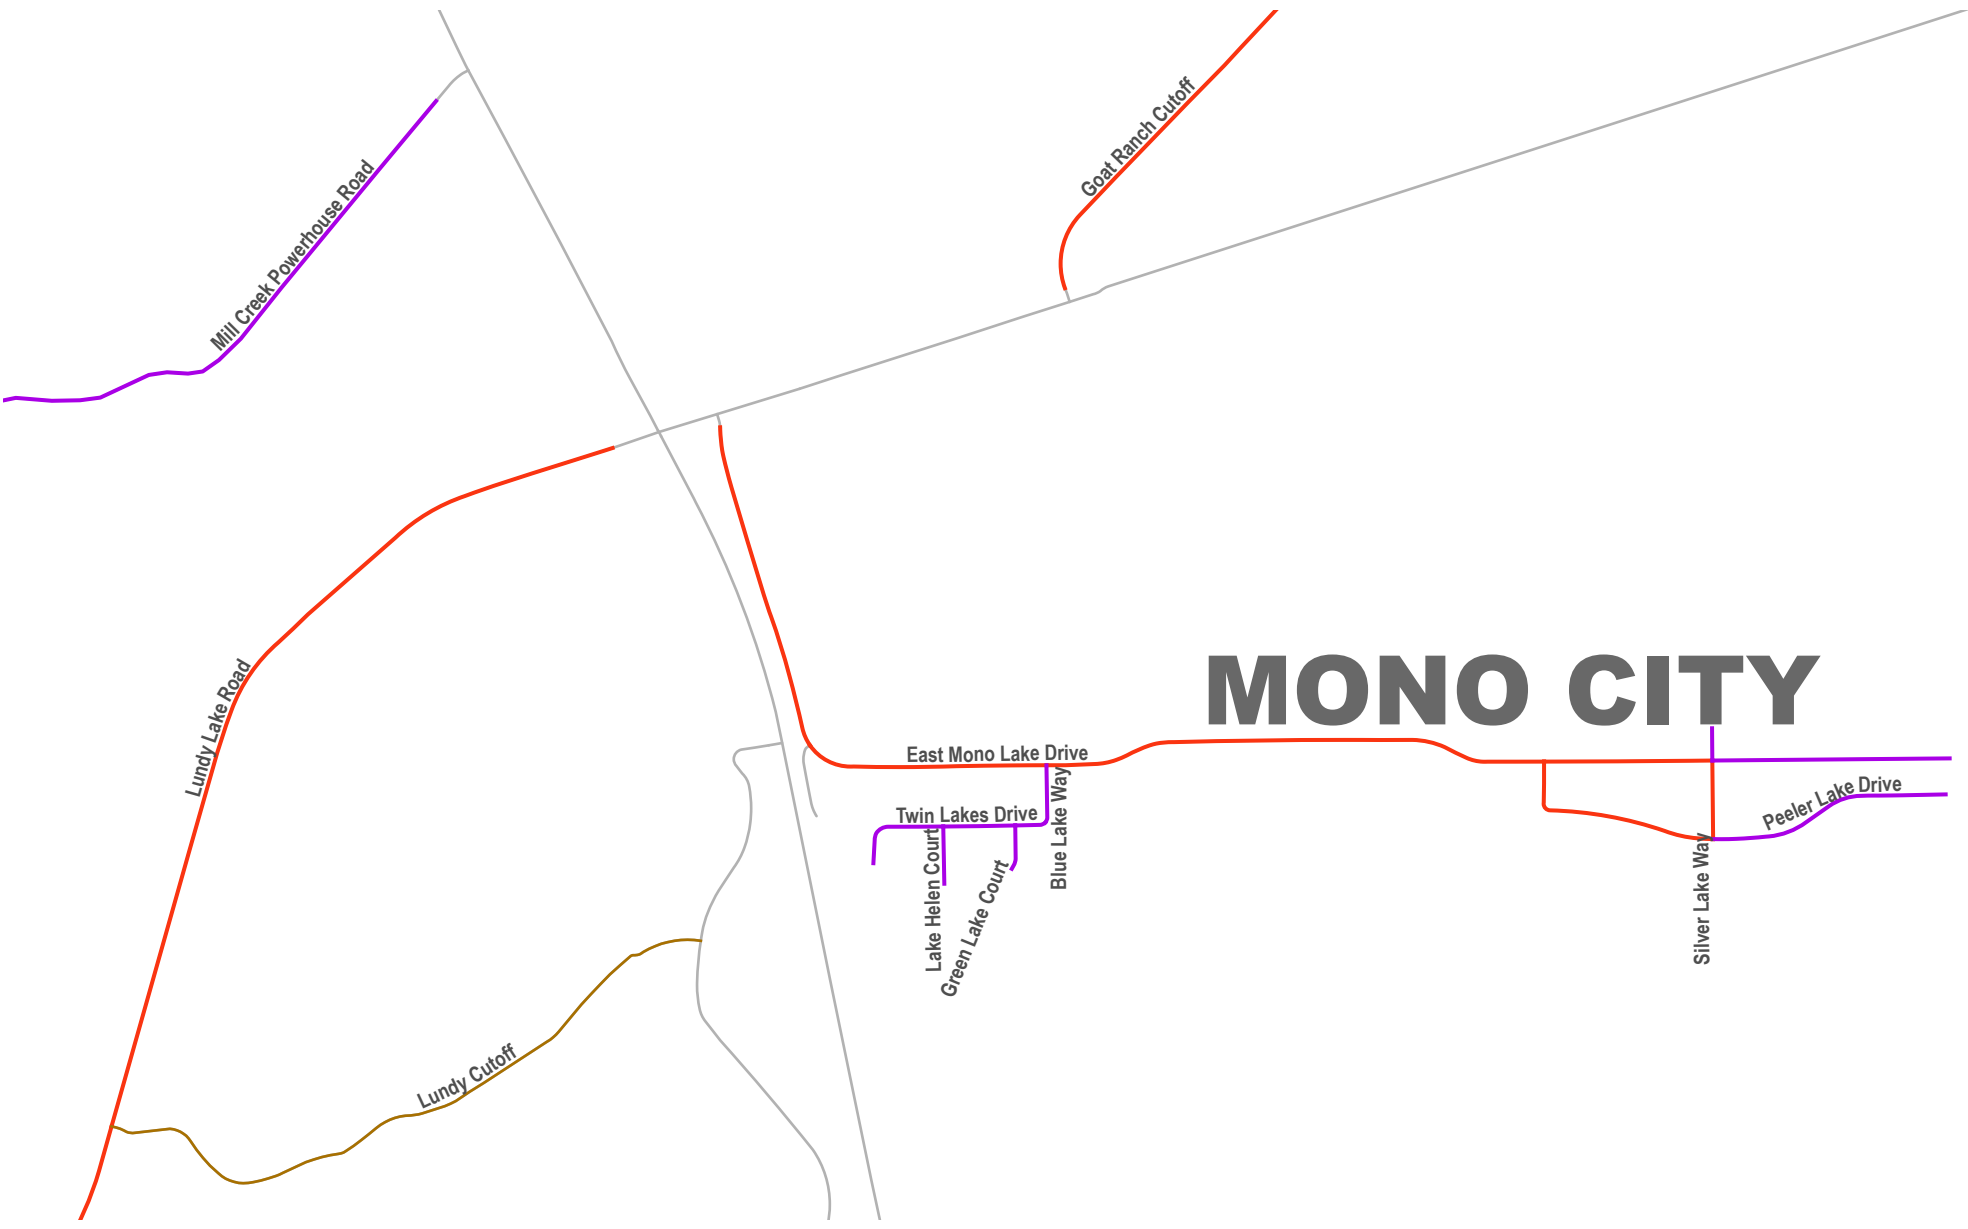 Goat Ranch Cutoff
Mill Creek Powerhouse Road
Lundy Lake Road
MONO CITY
East Mono Lake Drive
Blue Lake Way
Twin Lakes Drive
Lake Helen Court
Green Lake Court
Peeler Lake Drive
Silver Lake Way
Lundy Cutoff